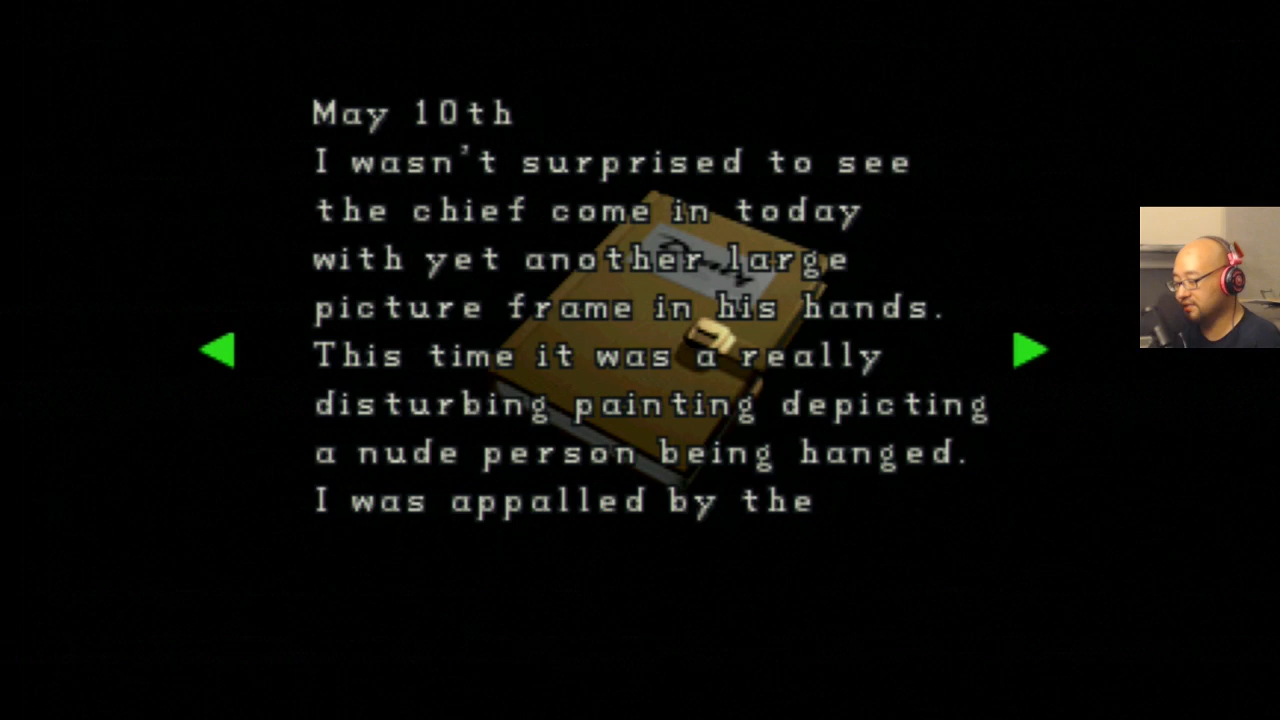 May 10th
I wasn't surprised to see
the chief come in today
with yet another large
picture frame in his hands.
This time it was a really
disturbing painting depicting
a nude person being hanged.
I was appalled by the
Diary